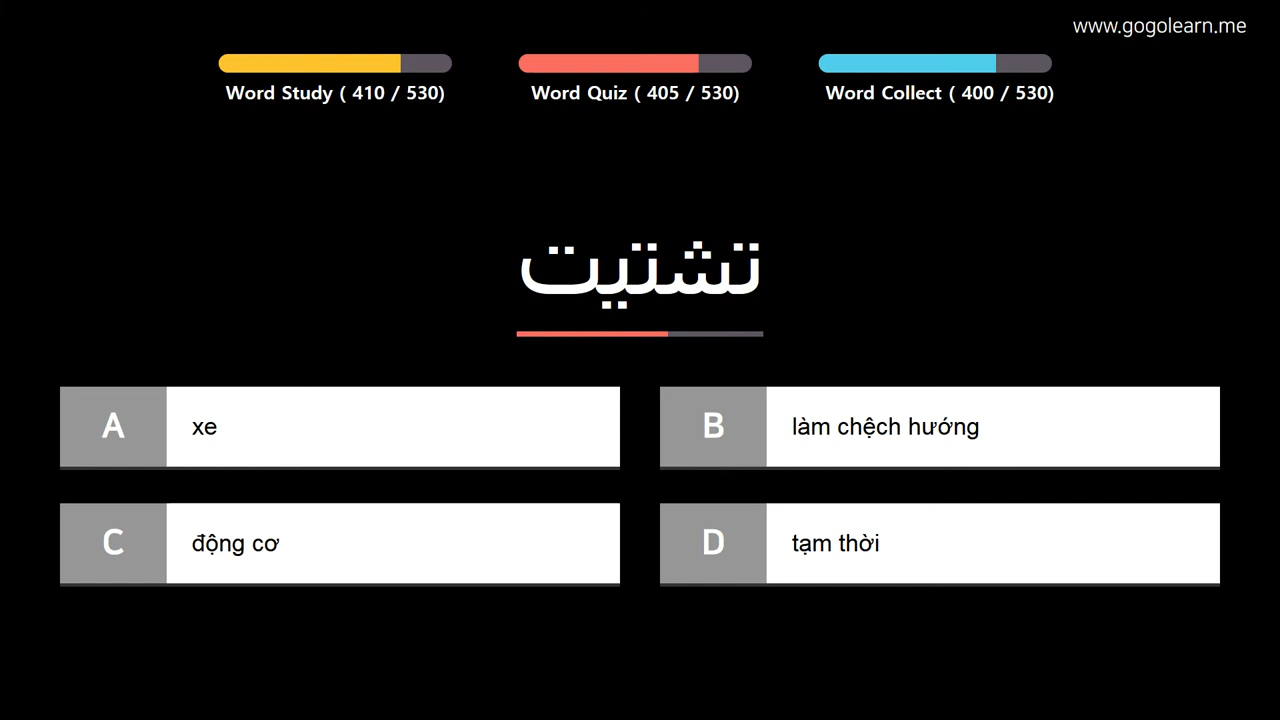 www.gogolearn.me
Word Study ( 410 / 530)
Word Quiz ( 405 / 530)
Word Collect ( 400 / 530)
تشتيت
A
xe
B
làm chệch hướng
C
động cơ
D
tạm thời